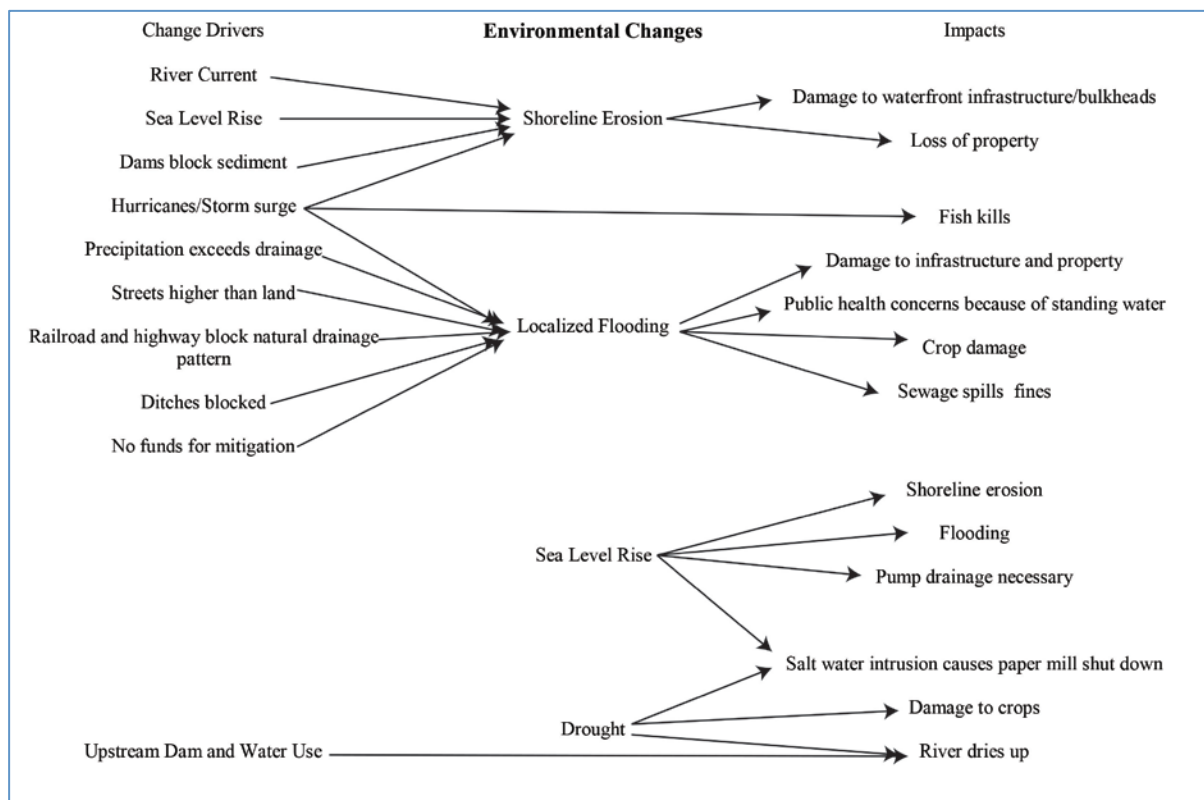 Change Drivers
Environmental Changes
Impacts
River Current
Sea Level Rise
Dams block sediment
Hurricanes/Storm surge
Precipitation exceeds drainage
Streets higher than land
Railroad and highway block natural drainage
pattern
Ditches blocked
No funds for mitigation
Upstream Dam and Water Use
Shoreline Erosion
Localized Flooding
Sea Level Rise
Drought
Damage to waterfront infrastructure/bulkheads
Loss of property
Fish kills
Damage to infrastructure and property
Public health concerns because of standing water
Crop damage
Sewage spills fines
Shoreline erosion
Flooding
Pump drainage necessary
Salt water intrusion causes paper mill shut down
Damage to crops
River dries up